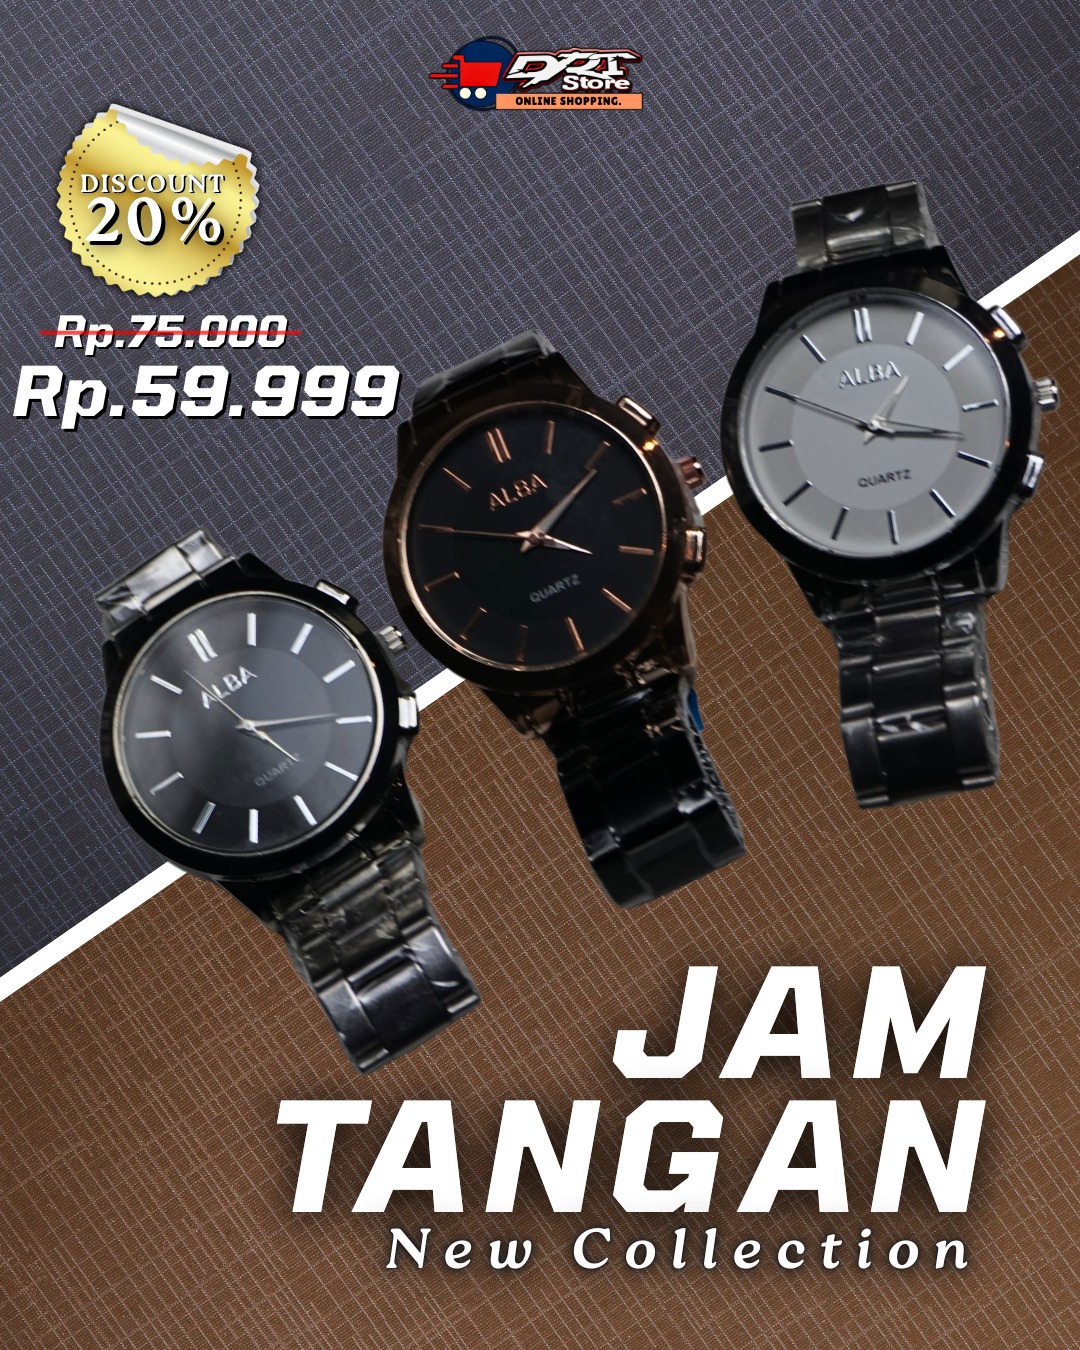 DRT
Store
ONLINE SHOPPING.
DISCOUNT
20%
Rp.75.000
Rp.59.999
ALBA
QUARTZ
ALBA
QUARTZ
ALBA
QUARTZ
JAM
TANGAN
New Collection